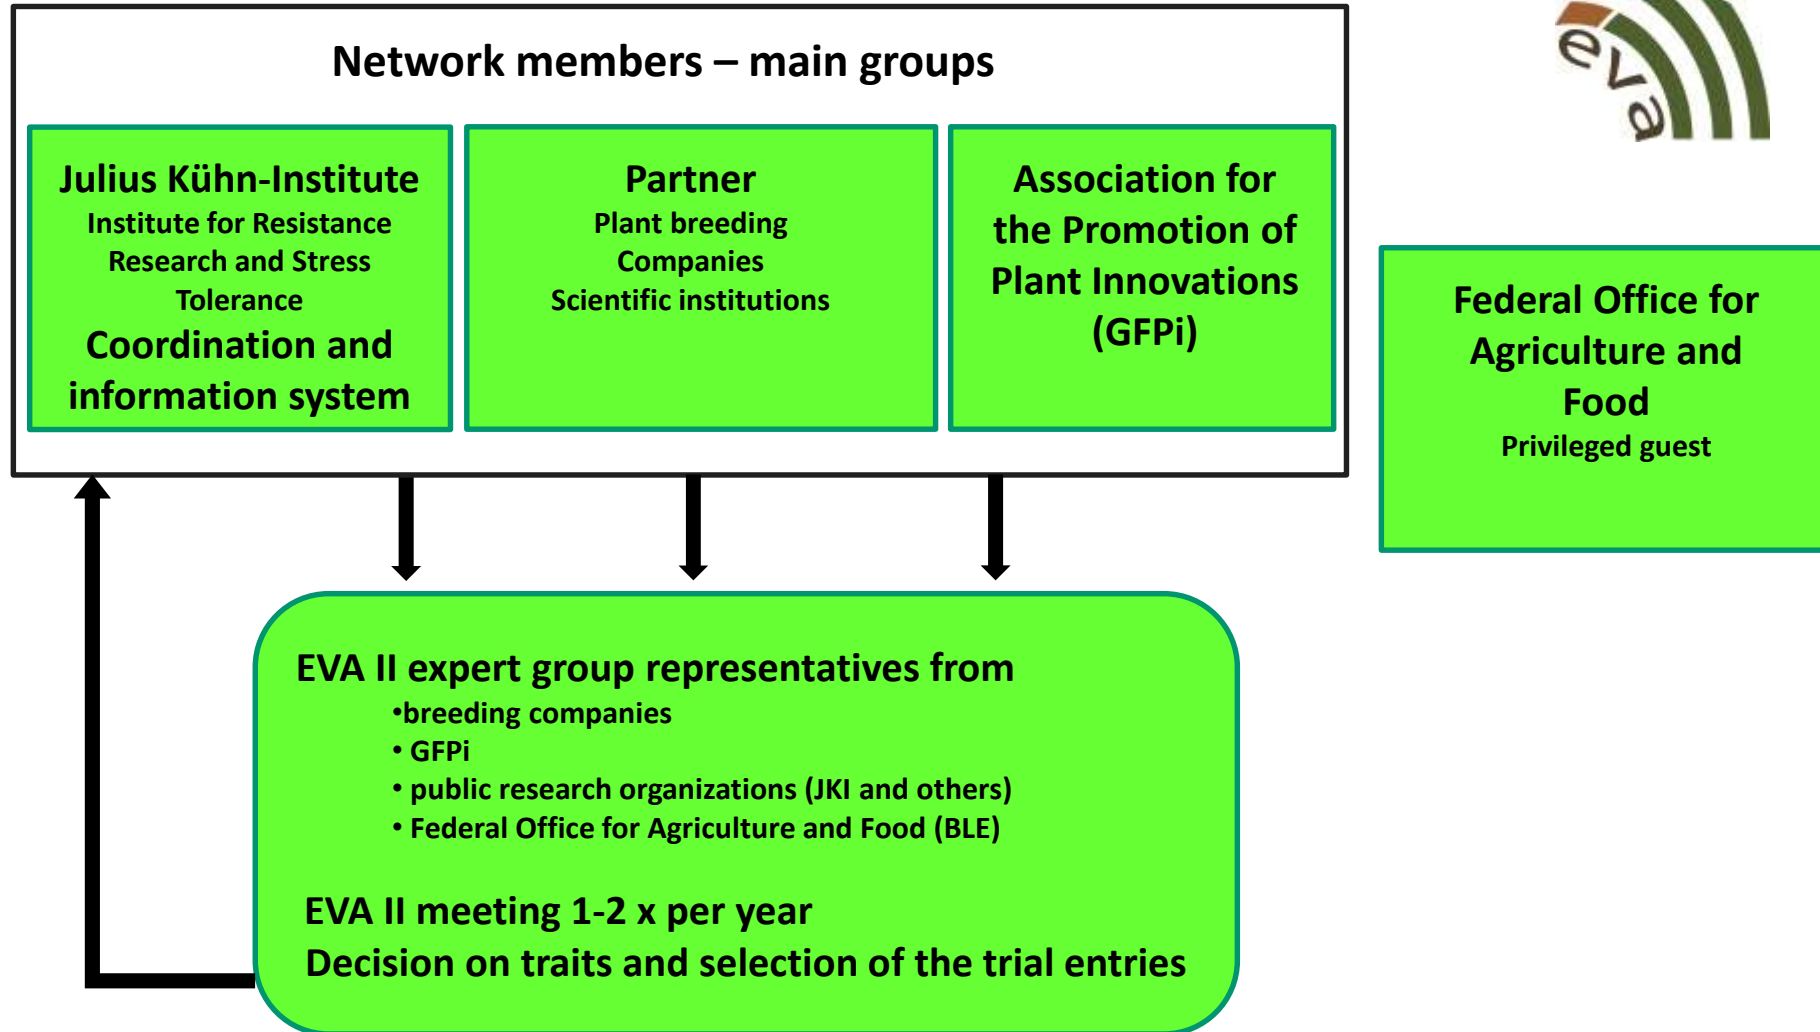 Network members – main groups
eva
Julius Kühn-Institute
Institute for Resistance
Research and Stress
Tolerance
Coordination and
information system
Partner
Plant breeding
Companies
Scientific institutions
Association for
the Promotion of
Plant Innovations
(GFPi)
Federal Office for
Agriculture and
Food
Privileged guest
EVA II expert group representatives from
•breeding companies
• GFPi
• public research organizations (JKI and others)
• Federal Office for Agriculture and Food (BLE)
EVA II meeting 1-2 x per year
Decision on traits and selection of the trial entries